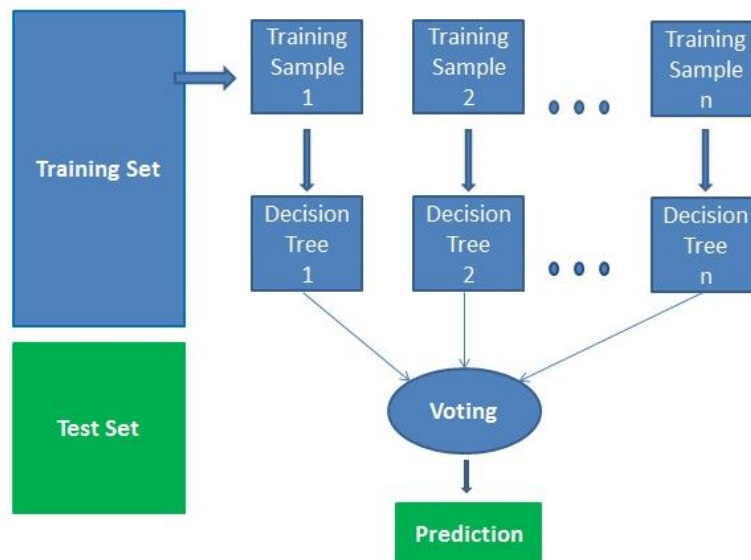 Training
Sample
1
Training
Sample
2
Training
Sample
n
Training Set
Decision
Tree
1
Decision
Tree
2
Decision
Tree
n
Test Set
Voting
Prediction